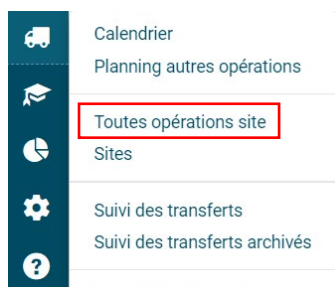 Calendrier
Planning autres opérations
Toutes opérations site
Sites
Suivi des transferts
Suivi des transferts archivés
?